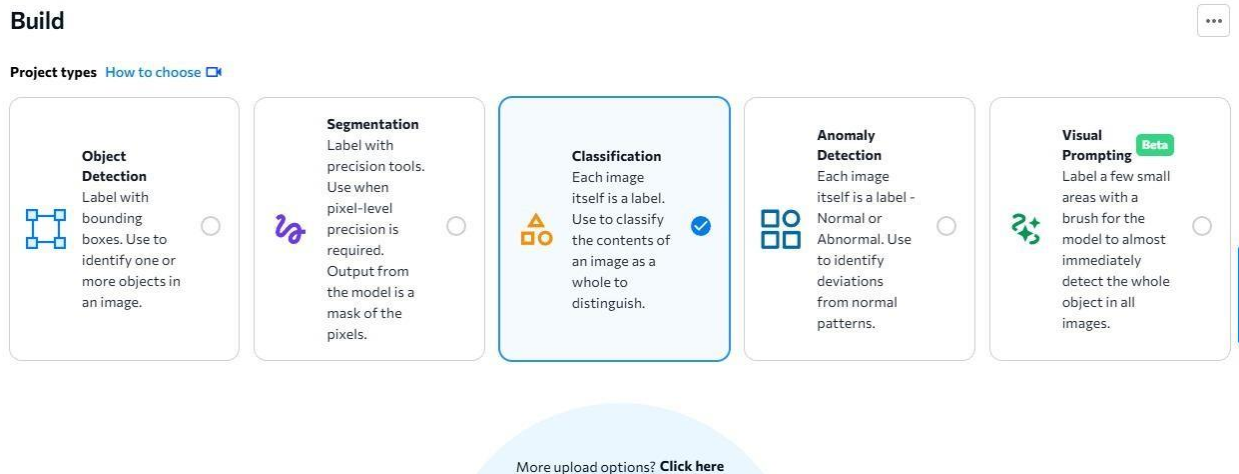 Build
Project types How to choose
Object
Detection
Label with
bounding
boxes. Use to
identify one or
more objects in
an image.
Segmentation
Label with
precision tools.
Use when
pixel-level
precision is
required.
Output from
the model is a
mask of the
pixels.
Classification
Each image
itself is a label.
Use to classify
the contents of
an image as a
whole to
distinguish.
Anomaly
Detection
Each image
itself is a label -
Normal or
Abnormal. Use
to identify
deviations
from normal
patterns.
Visual
Prompting Beta
Label a few small
areas with a
brush for the
model to almost
immediately
detect the whole
object in all
images.
More upload options? Click here